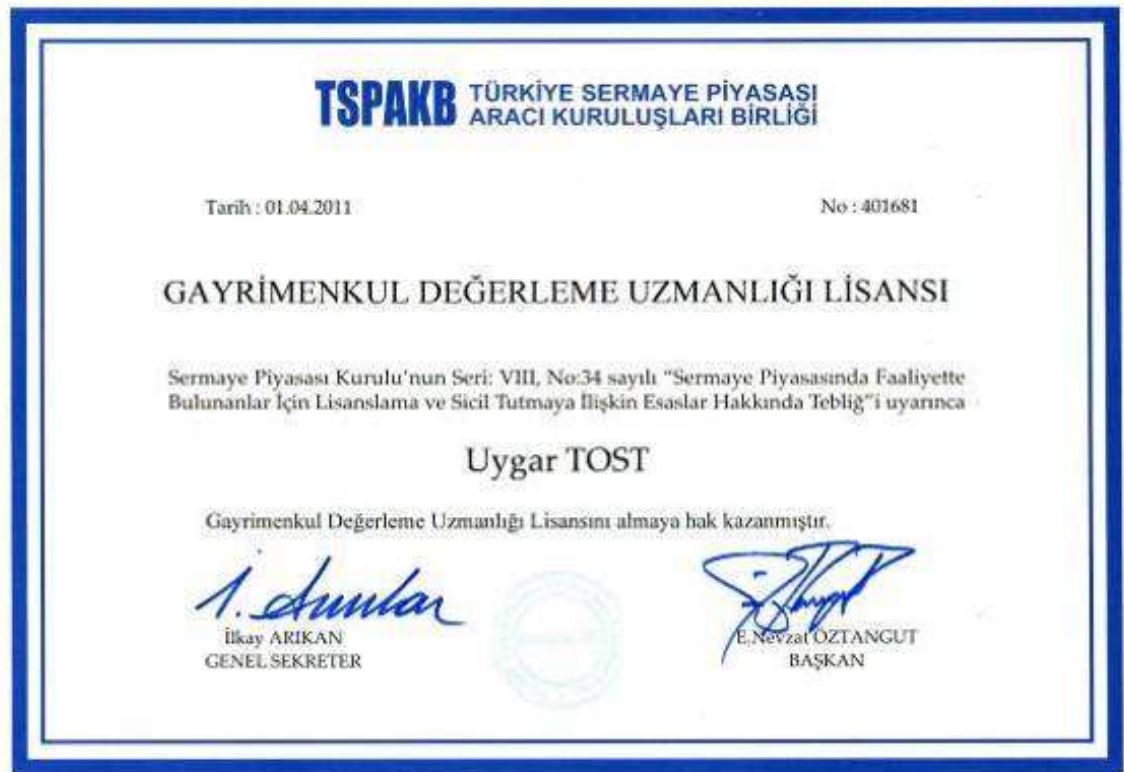 TSPAKB TÜRKİYE SERMAYE PİYASASI
ARACI KURULUŞLARI BİRLİĞİ
Tarih : 01.04.2011
No : 401681
GAYRİMENKUL DEĞERLEME UZMANLIĞI LİSANSI
Sermaye Piyasası Kurulu'nun Seri: VIII, No:34 sayılı "Sermaye Piyasasında Faaliyette
Bulunanlar İçin Lisanslama ve Sicil Tutmaya İlişkin Esaslar Hakkında Tebliğ"i uyarınca
Uygar TOST
Gayrimenkul Değerleme Uzmanlığı Lisansını almaya hak kazanmıştır.
İlkay ARIKAN
GENEL SEKRETER
E.Nevzat ÖZTANGUT
BAŞKAN